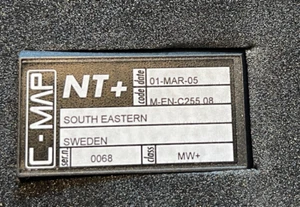 C-MAP
NT+
date 01-MAR-05
code M-EN-C255.08
SOUTH EASTERN
SWEDEN
ser.n. 0068 class MW+